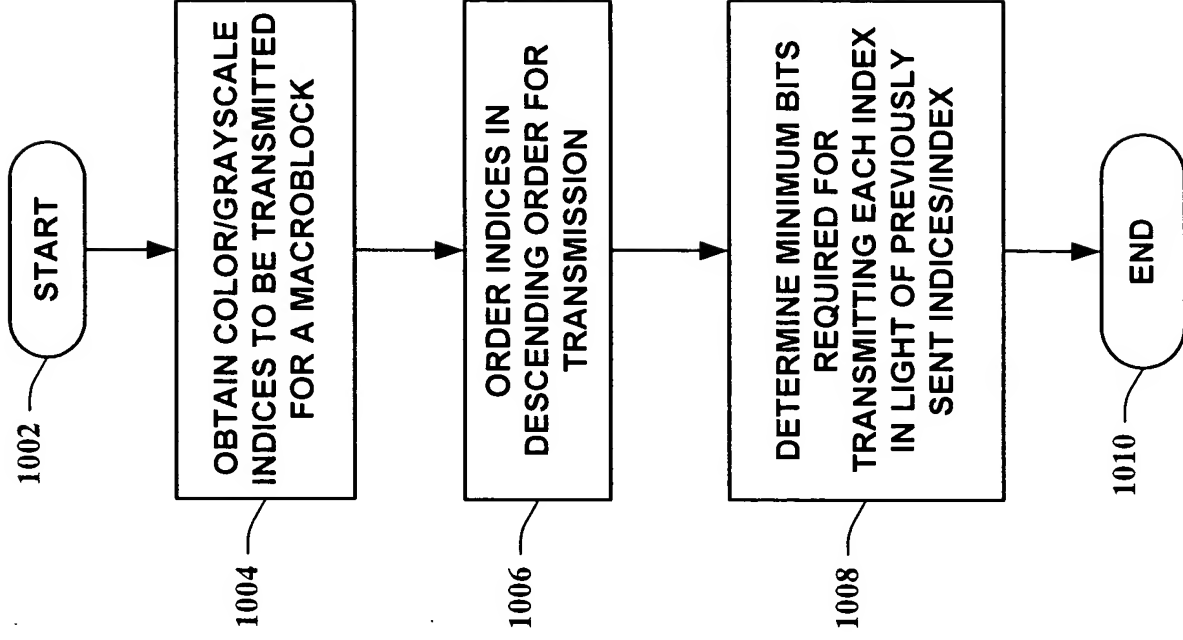 START
1002
OBTAIN COLOR/GRAYSCALE
INDICES TO BE TRANSMITTED
FOR A MACROBLOCK
1004
ORDER INDICES IN
DESCENDING ORDER FOR
TRANSMISSION
1006
DETERMINE MINIMUM BITS
REQUIRED FOR
TRANSMITTING EACH INDEX
IN LIGHT OF PREVIOUSLY
SENT INDICES/INDEX
1008
END
1010